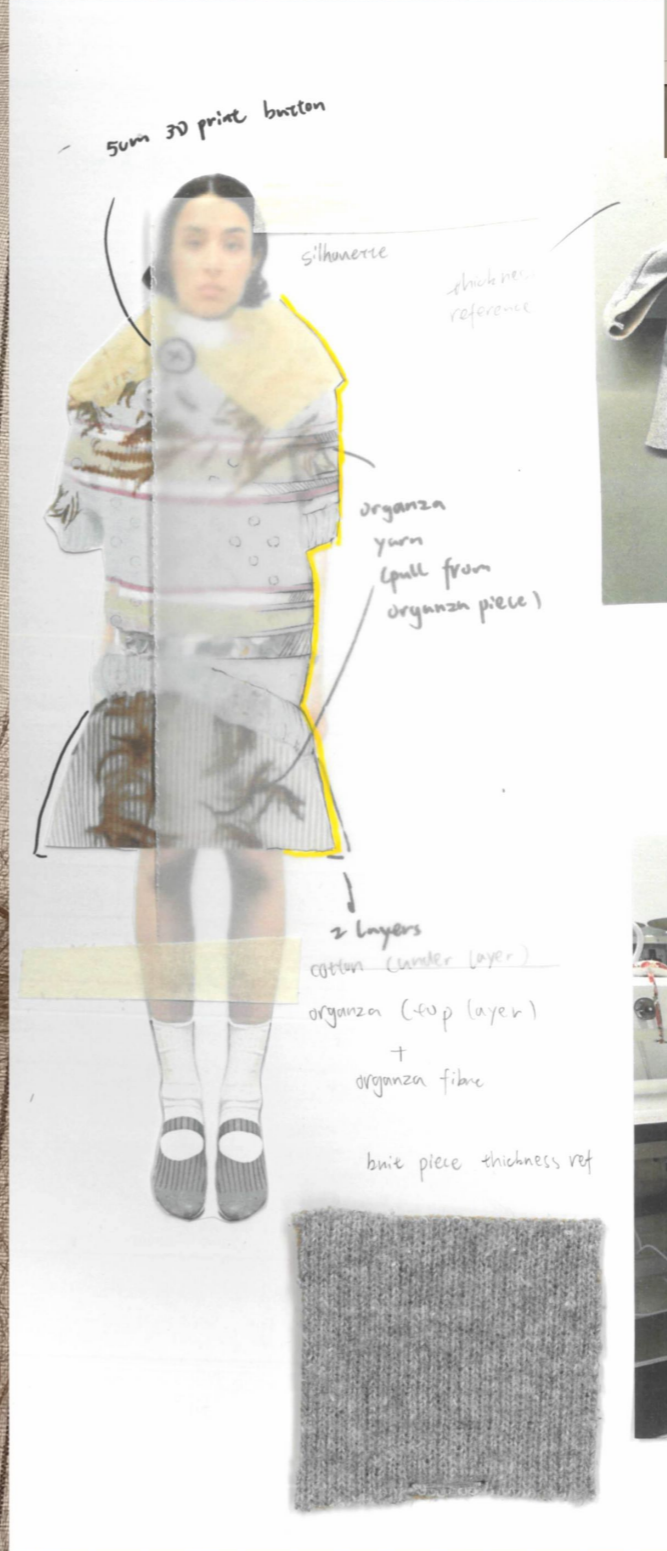 5cm 3D print button
silhouette
thickness
reference
organza
yarn
(pull from
organza piece)
2 layers
cotton (under layer)
organza (top layer)
+
organza fibre
knit piece thickness ref